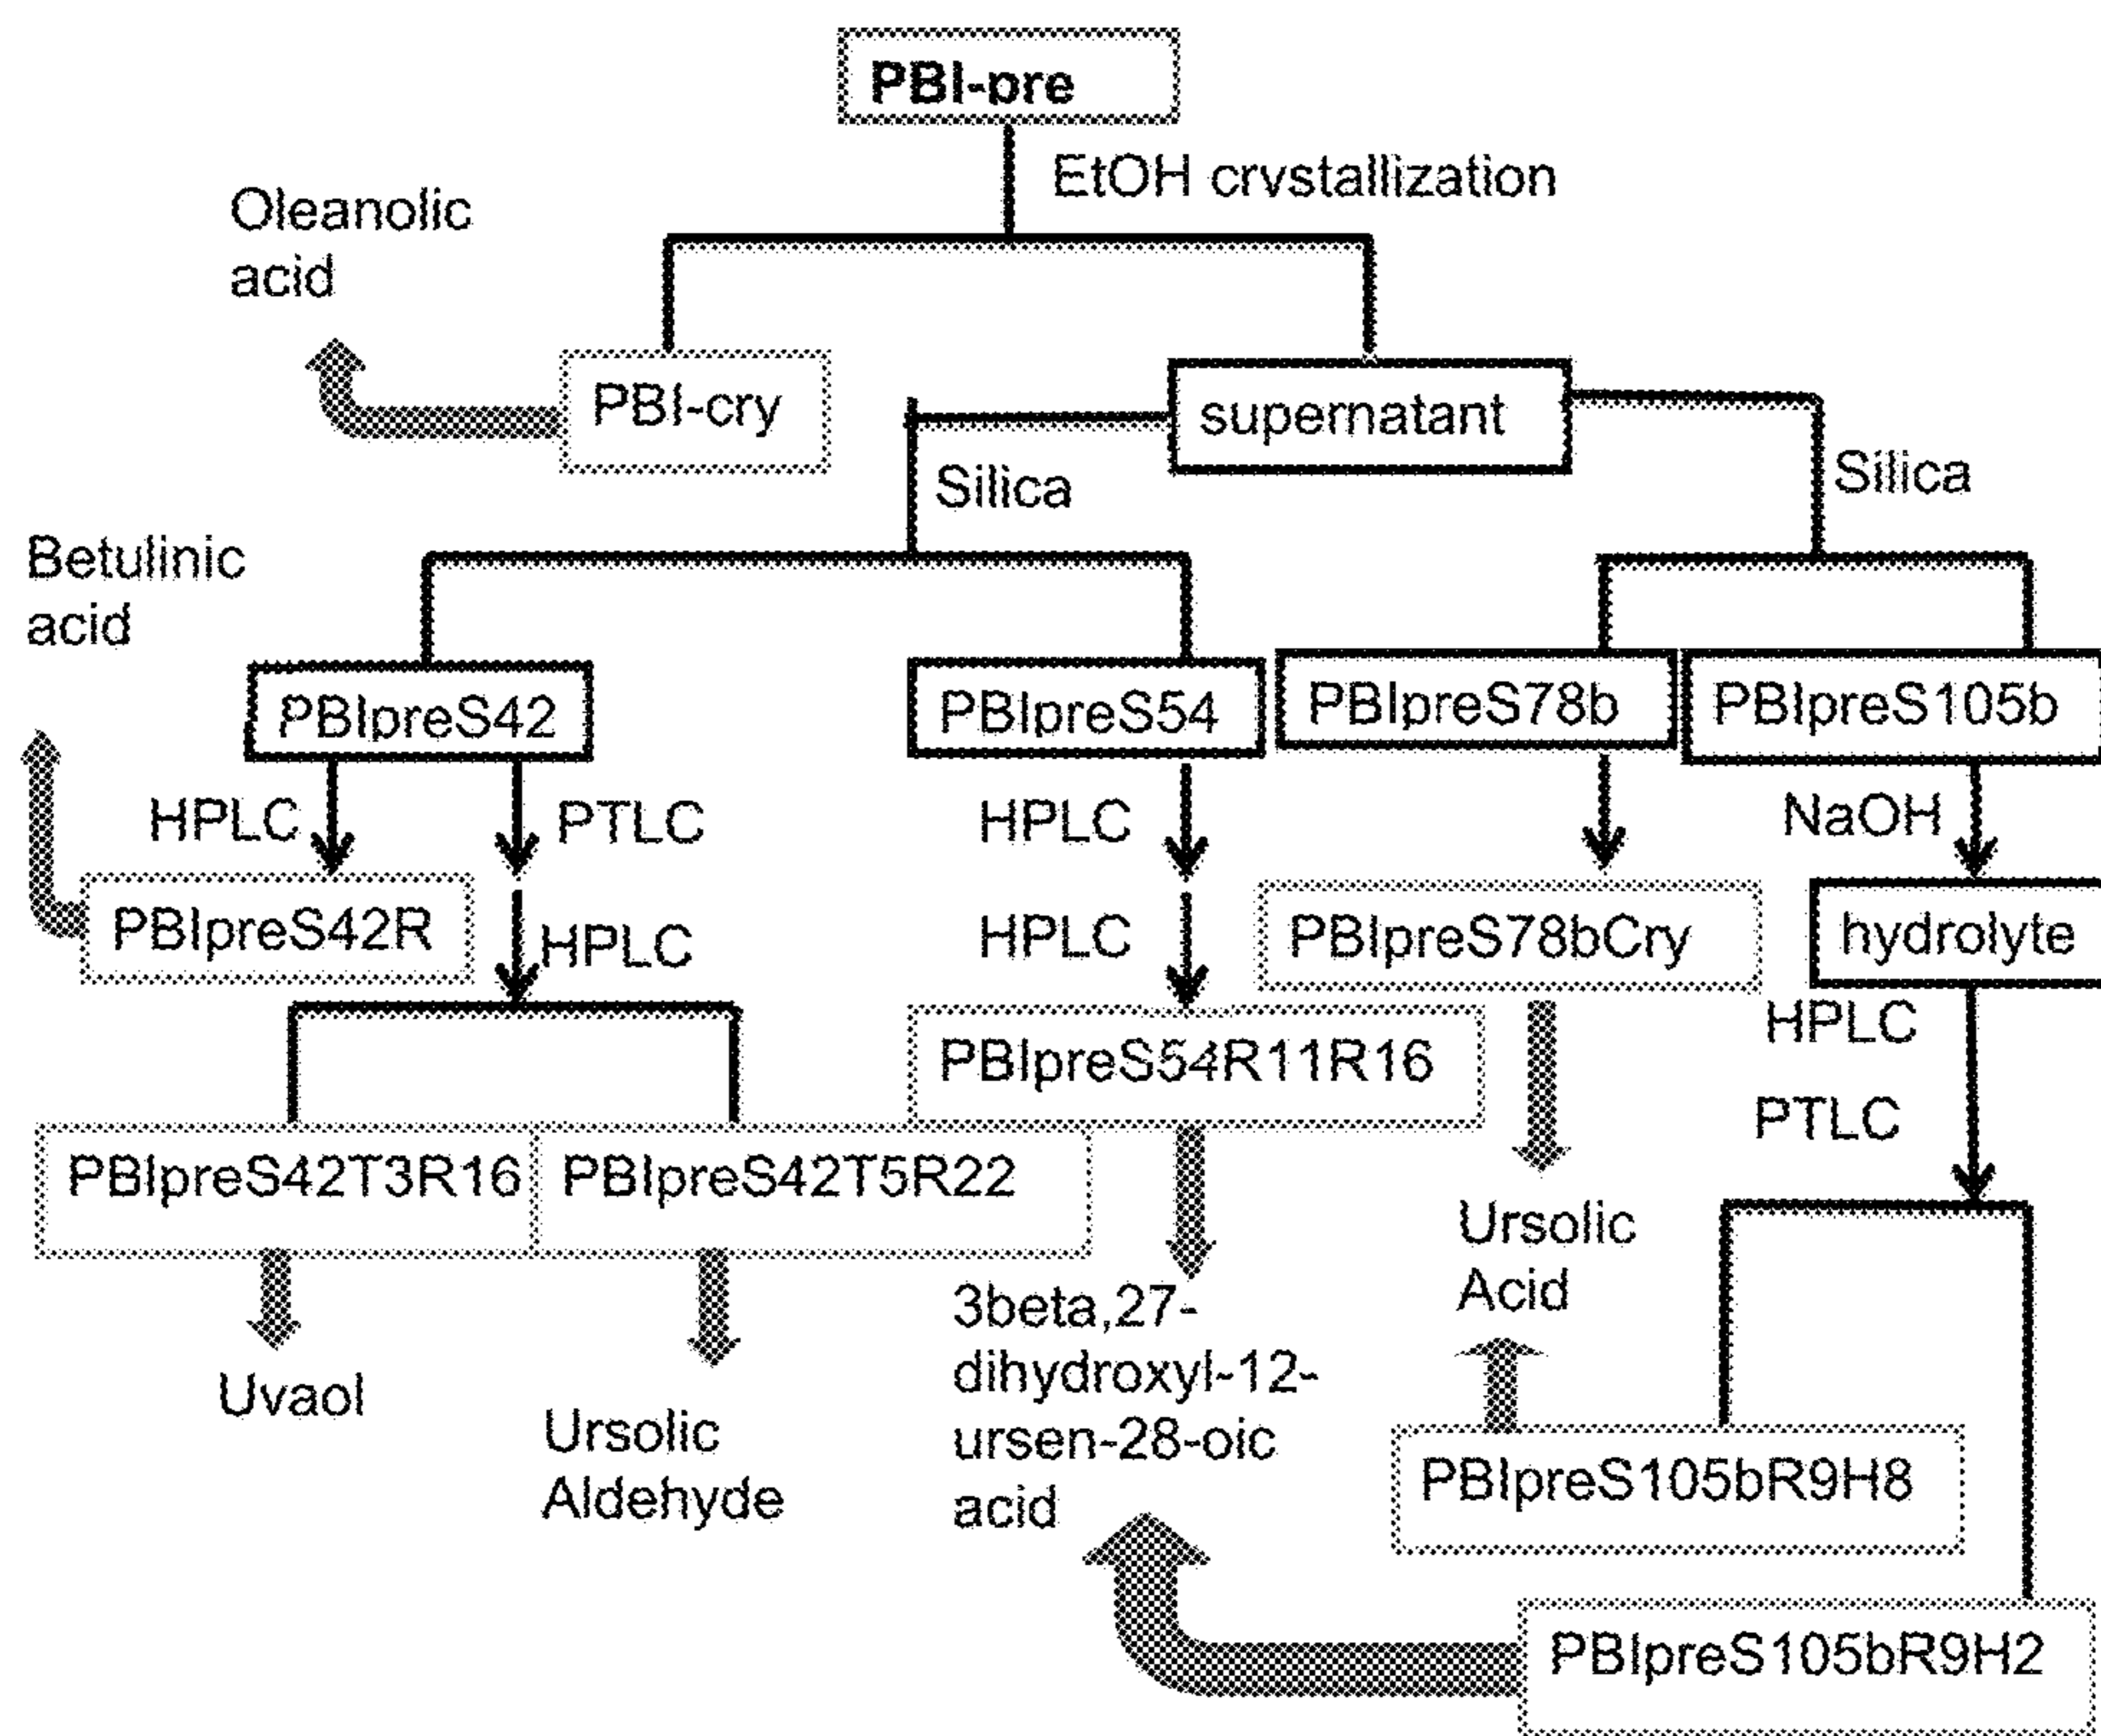 PBI-pre
EtOH crystallization
Oleanolic
acid
PBI-cry
supernatant
Silica
Silica
Betulinic
acid
PBIpreS42
PBIpreS54
PBIpreS78b
PBIpreS105b
HPLC
PTLC
HPLC
NaOH
PBIpreS42R
HPLC
HPLC
PBIpreS78bCry
hydrolyte
HPLC
PBIpreS54R11R16
PTLC
PBIpreS42T3R16
PBIpreS42T5R22
Ursolic
Acid
3beta,27-
dihydroxyl-12-
ursen-28-oic
acid
Uvaol
Ursolic
Aldehyde
PBIpreS105bR9H8
PBIpreS105bR9H2